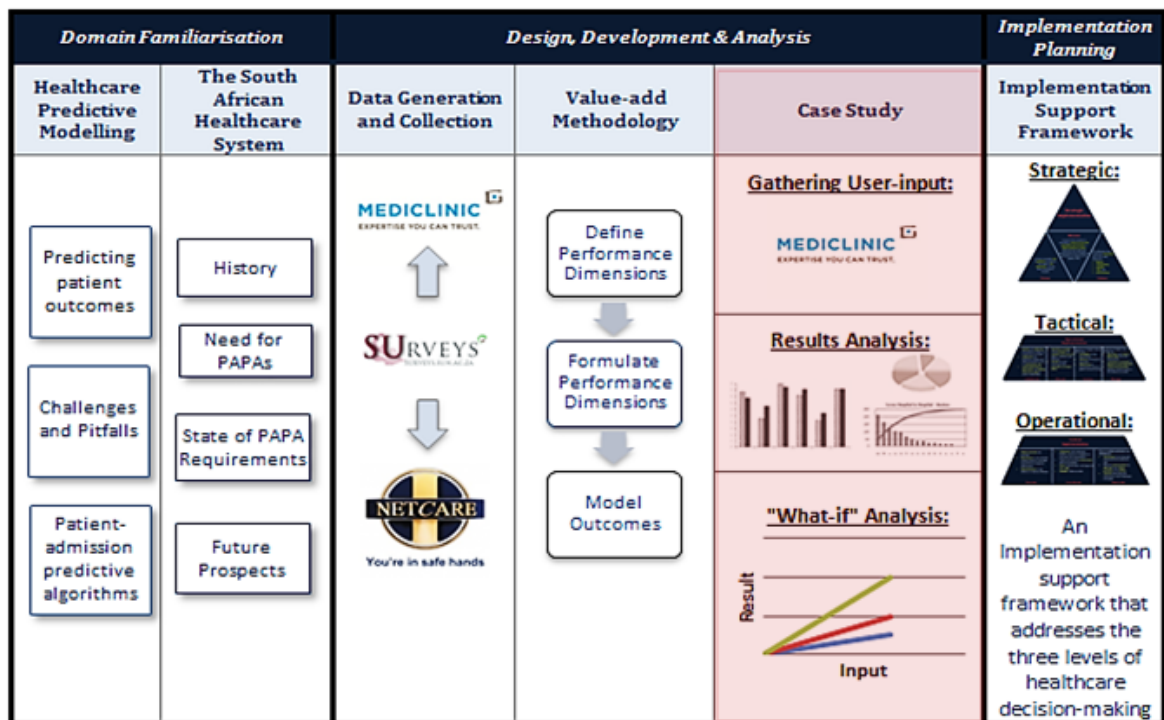 Domain Familiarisation
Design, Development & Analysis
Implementation
Planning
Healthcare
Predictive
Modelling
The South
African
Healthcare
System
Data Generation
and Collection
Value-add
Methodology
Case Study
Implementation
Support
Framework
Predicting
patient
outcomes
Challenges
and Pitfalls
Patient-
admission
predictive
algorithms
History
Need for
PAPAs
State of PAPA
Requirements
Future
Prospects
MEDICLINIC
EXPERTISE YOU CAN TRUST.
SURVEYS
NETCARE
You're in safe hands
Define
Performance
Dimensions
Formulate
Performance
Dimensions
Model
Outcomes
Gathering User-input:
MEDICLINIC
EXPERTISE YOU CAN TRUST.
Results Analysis:
"What-if" Analysis:
Result
Input
Strategic:
Tactical:
Operational:
An
Implementation
support
framework that
addresses the
three levels of
healthcare
decision-making